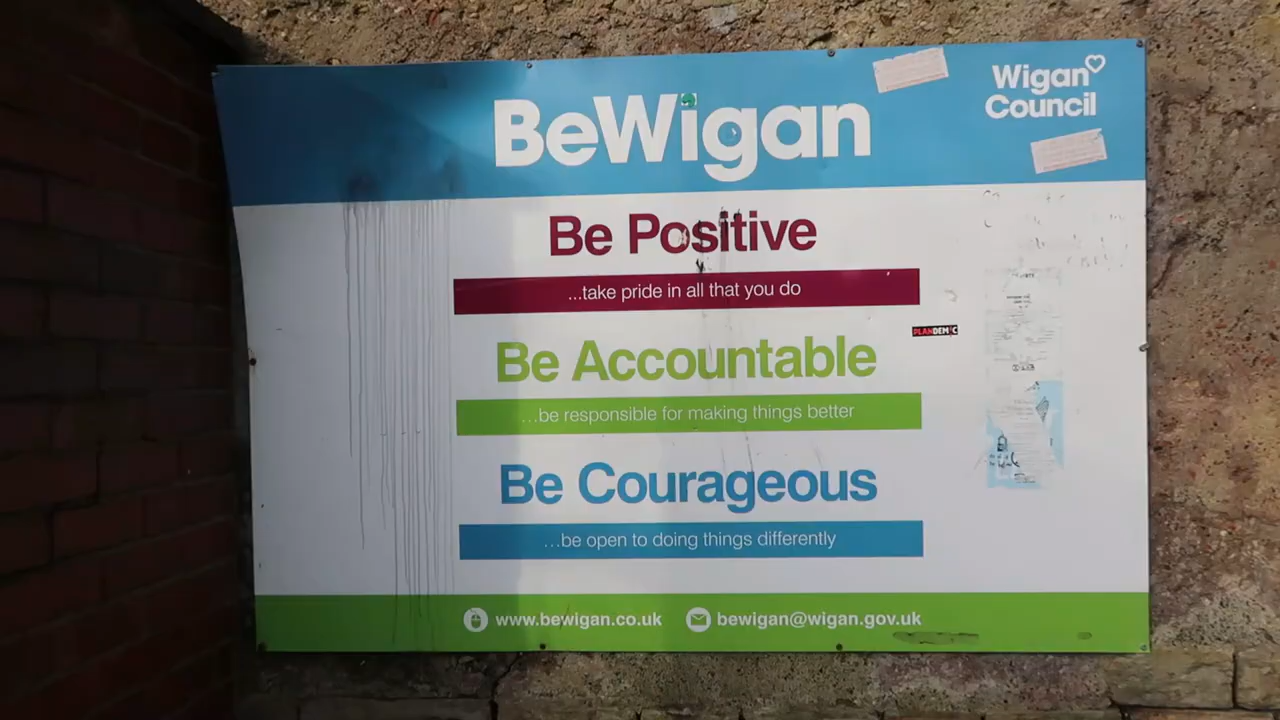 BeWigan
Wigan
Council
Be Positive
...take pride in all that you do
PLANDEMIC
Be Accountable
...be responsible for making things better
Be Courageous
...be open to doing things differently
www.bewigan.co.uk
bewigan@wigan.gov.uk